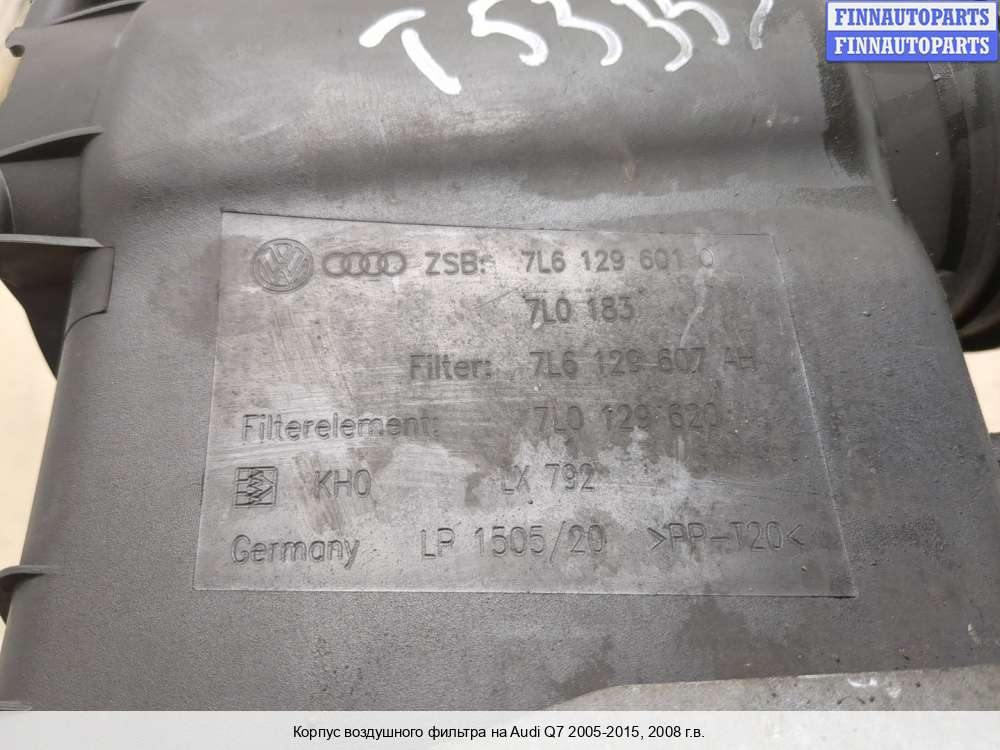 FINNAUTOPARTS
FINNAUTOPARTS
ZSB: 7L6 129 601 Q
7L0 183
Filter: 7L6 129 607 AH
Filterelement: 7L0 129 620
KH0 LX 792
Germany LP 1505/20 >PP-T20<
Корпус воздушного фильтра на Audi Q7 2005-2015, 2008 г.в.